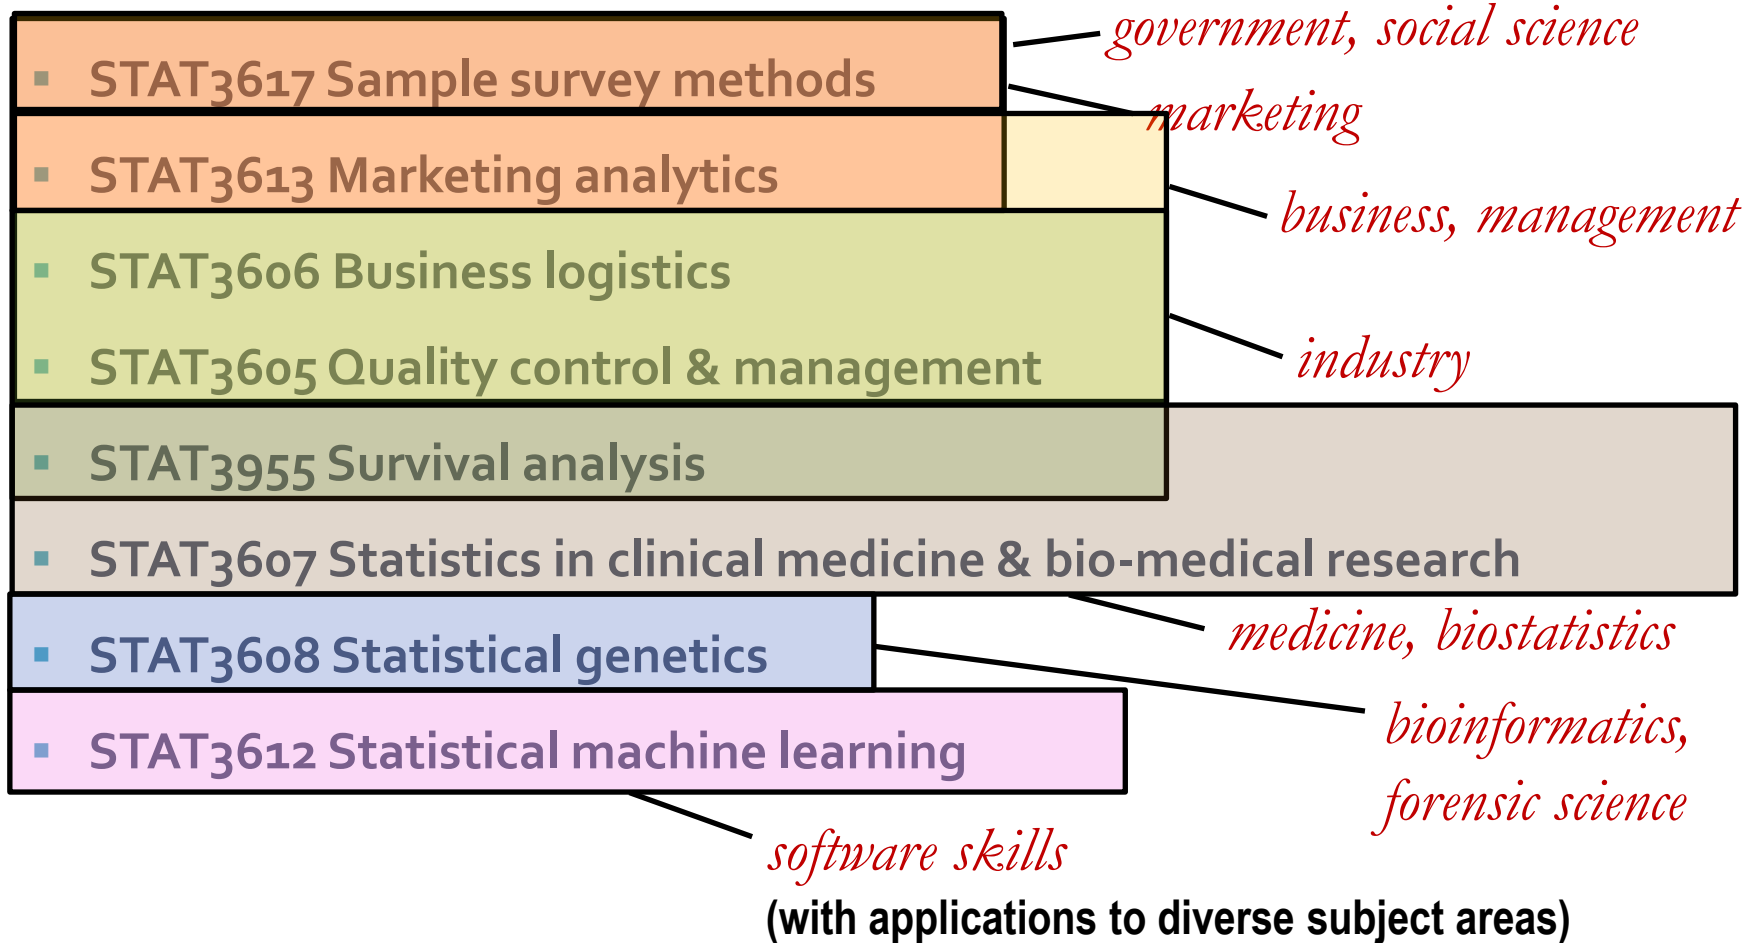 government, social science
▪ STAT3617 Sample survey methods
marketing
▪ STAT3613 Marketing analytics
business, management
▪ STAT3606 Business logistics
industry
▪ STAT3605 Quality control & management
▪ STAT3955 Survival analysis
▪ STAT3607 Statistics in clinical medicine & bio-medical research
medicine, biostatistics
▪ STAT3608 Statistical genetics
bioinformatics,
forensic science
▪ STAT3612 Statistical machine learning
software skills
(with applications to diverse subject areas)